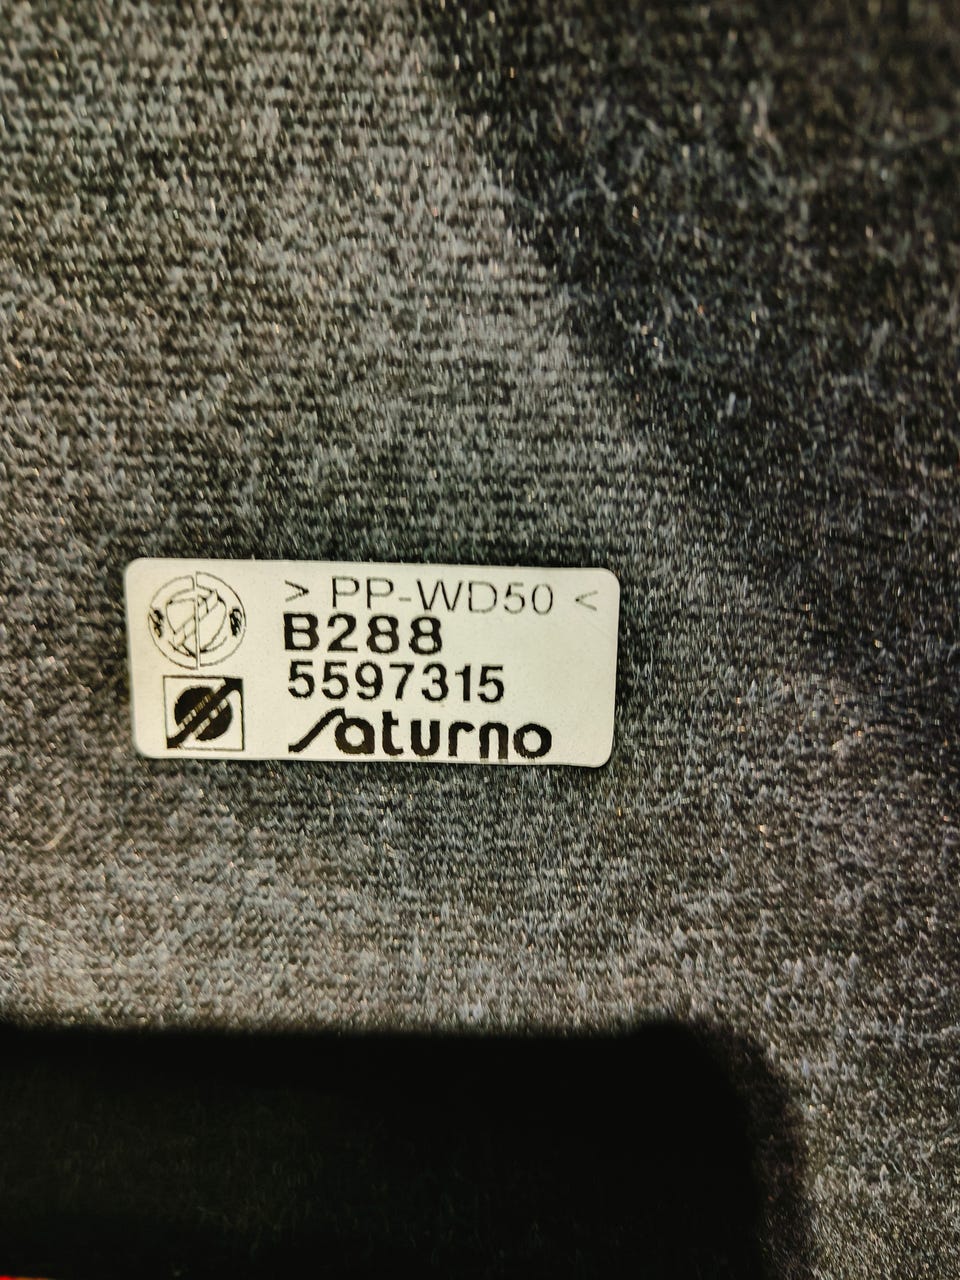 > PP-WD50 <
B288
5597315
Saturno